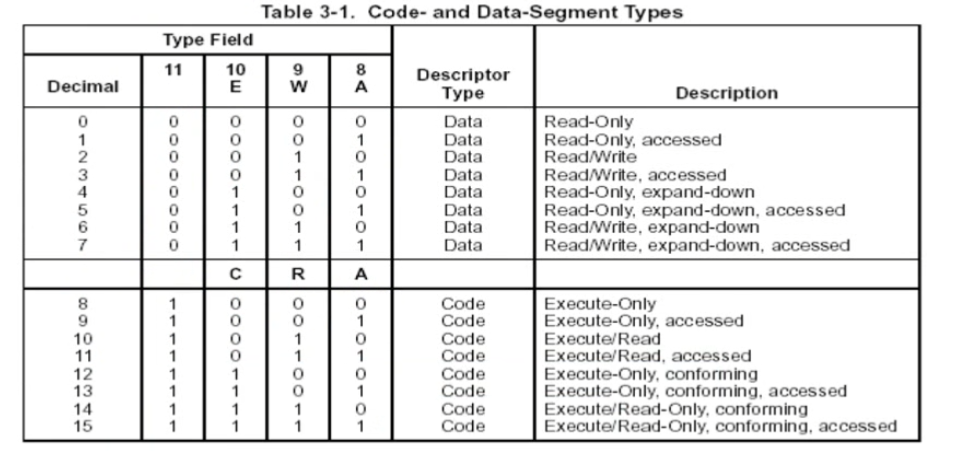 Table 3-1. Code- and Data-Segment Types
Type Field
Decimal 11 10 E 9 W 8 A Descriptor Type Description
0 0 0 0 0 Data Read-Only
1 0 0 0 1 Data Read-Only, accessed
2 0 0 1 0 Data Read/Write
3 0 0 1 1 Data Read/Write, accessed
4 0 1 0 0 Data Read-Only, expand-down
5 0 1 0 1 Data Read-Only, expand-down, accessed
6 0 1 1 0 Data Read/Write, expand-down
7 0 1 1 1 Data Read/Write, expand-down, accessed
C R A
8 1 0 0 0 Code Execute-Only
9 1 0 0 1 Code Execute-Only, accessed
10 1 0 1 0 Code Execute/Read
11 1 0 1 1 Code Execute/Read, accessed
12 1 1 0 0 Code Execute-Only, conforming
13 1 1 0 1 Code Execute-Only, conforming, accessed
14 1 1 1 0 Code Execute/Read-Only, conforming
15 1 1 1 1 Code Execute/Read-Only, conforming, accessed